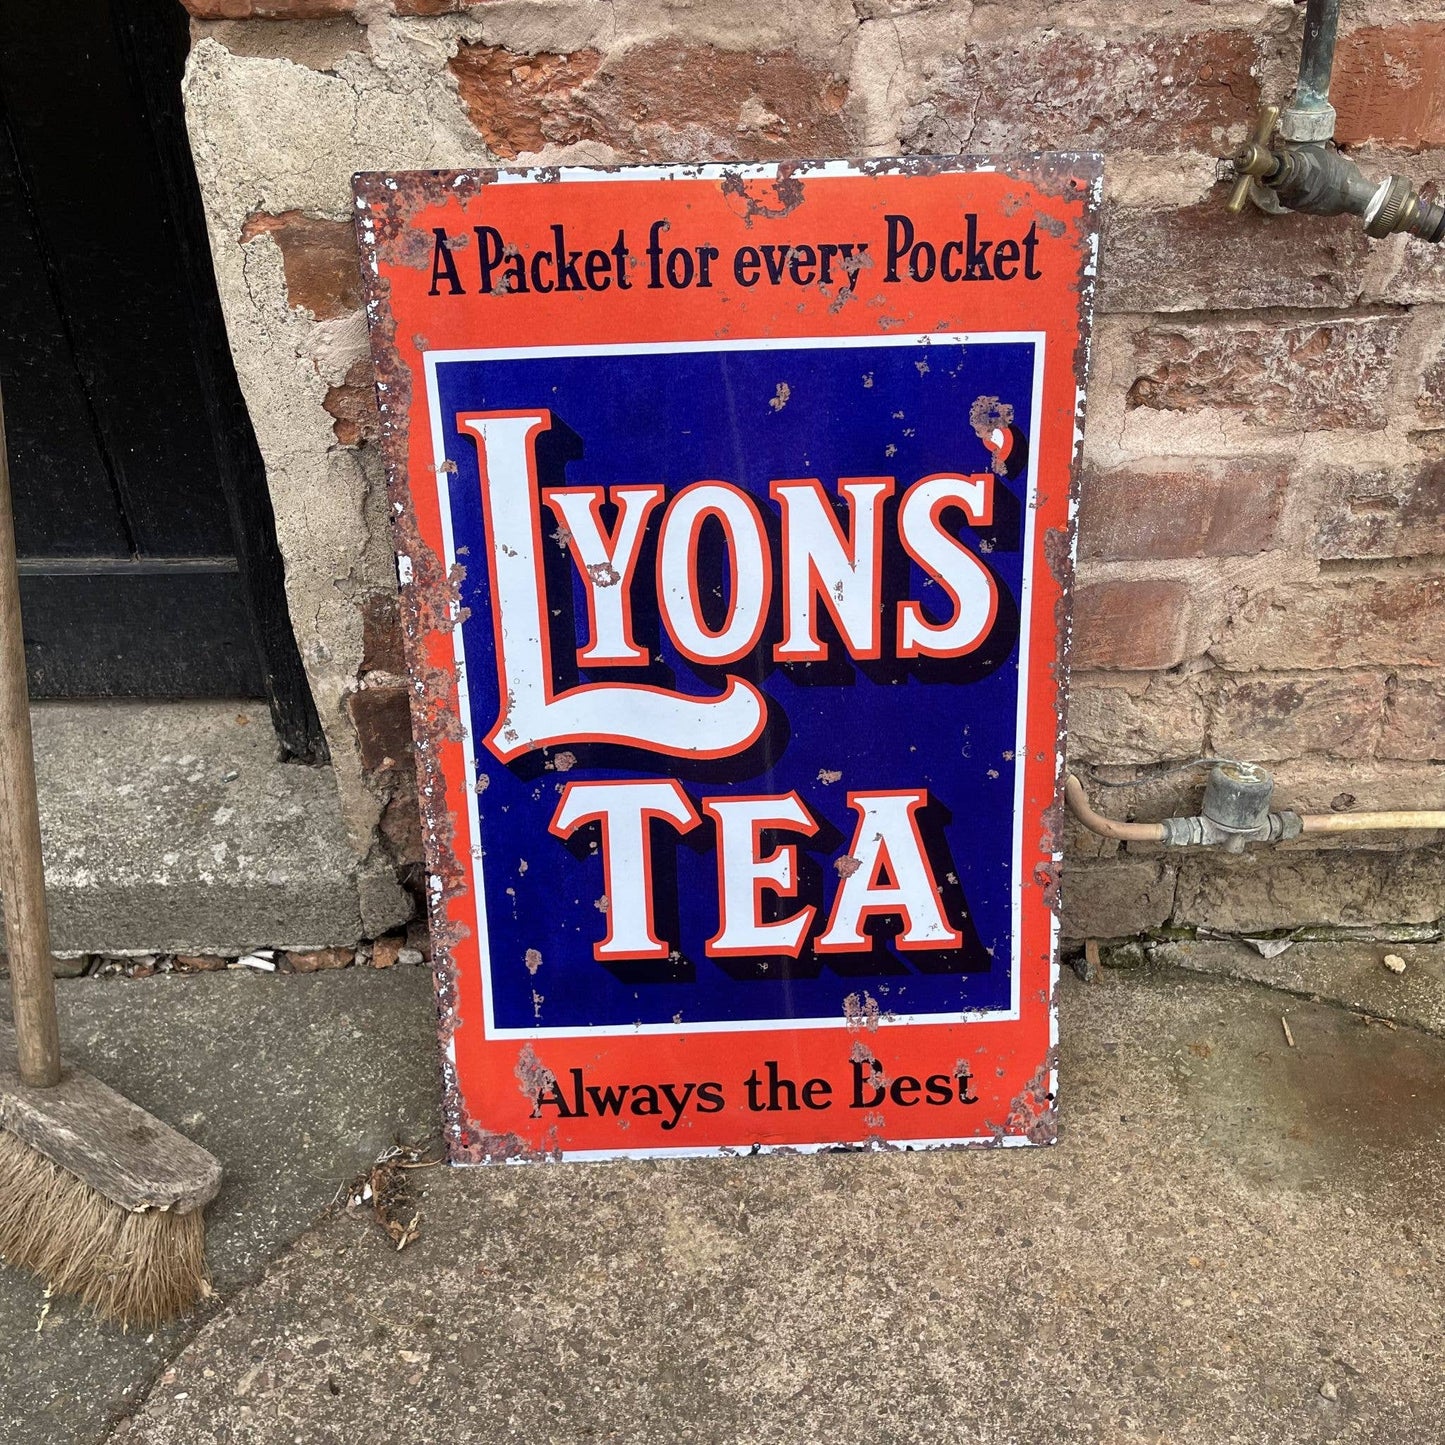 A Packet for every Pocket
LYONS'
TEA
Always the Best